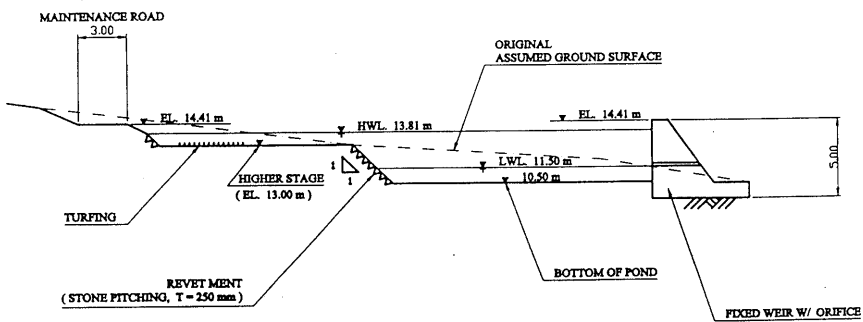 MAINTENANCE ROAD
3.00
ORIGINAL
ASSUMED GROUND SURFACE
EL. 14.41 m
HWL. 13.81 m
EL. 14.41 m
5.00
LWL. 11.50 m
1
1
HIGHER STAGE
( EL. 13.00 m )
10.50 m
TURFING
REVET MENT
( STONE PITCHING, T = 250 mm )
BOTTOM OF POND
FIXED WEIR W/ ORIFICE